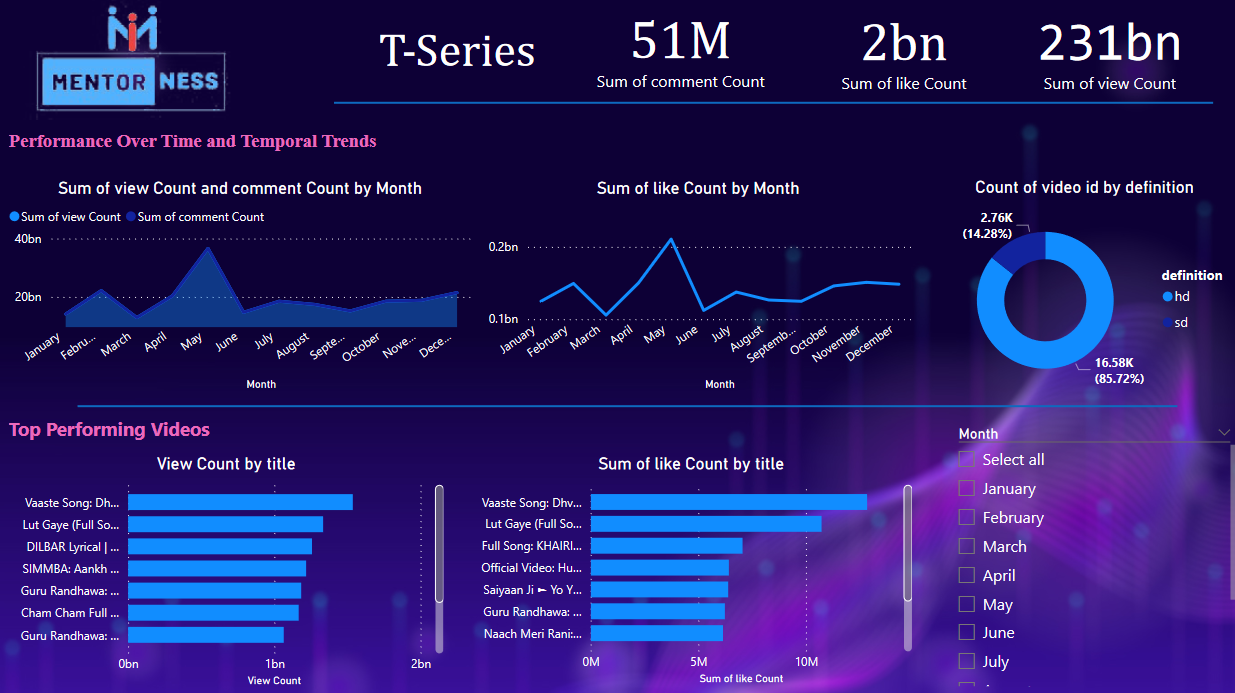 MENTOR NESS
T-Series
51M
Sum of comment Count
2bn
Sum of like Count
231bn
Sum of view Count
Performance Over Time and Temporal Trends
Sum of view Count and comment Count by Month
Sum of view Count Sum of comment Count
40bn
20bn
January Febru... March April May June July August Septe... October Nove... Dece...
Month
Sum of like Count by Month
0.2bn
0.1bn
January February March April May June July August Septemb... October November December
Month
Count of video id by definition
2.76K
(14.28%)
16.58K
(85.72%)
definition
hd
sd
Top Performing Videos
View Count by title
Vaaste Song: Dh...
Lut Gaye (Full So...
DILBAR Lyrical | ...
SIMMBA: Aankh ...
Guru Randhawa: ...
Cham Cham Full ...
Guru Randhawa: ...
0bn 1bn 2bn
View Count
Sum of like Count by title
Vaaste Song: Dhv...
Lut Gaye (Full So...
Full Song: KHAIRI...
Official Video: Hu...
Saiyaan Ji ► Yo Y...
Guru Randhawa: ...
Naach Meri Rani:...
0M 5M 10M
Sum of like Count
Month
Select all
January
February
March
April
May
June
July